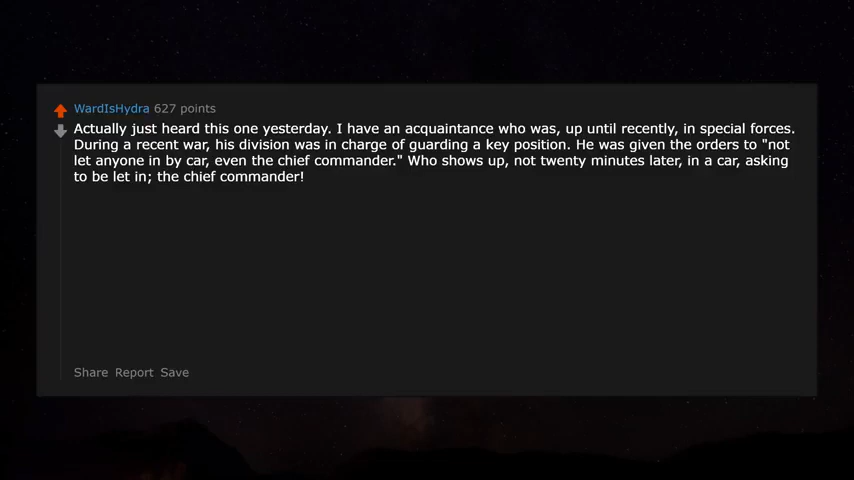 WardIsHydra 627 points
Actually just heard this one yesterday. I have an acquaintance who was, up until recently, in special forces.
During a recent war, his division was in charge of guarding a key position. He was given the orders to "not
let anyone in by car, even the chief commander." Who shows up, not twenty minutes later, in a car, asking
to be let in; the chief commander!
Share Report Save